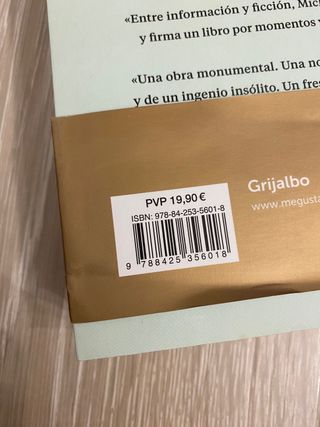 «Entre información y ficción, Mich
y firma un libro por momentos
«Una obra monumental. Una no
y de un ingenio insólito. Un fres
PVP 19,90 €
ISBN: 978-84-253-5601-8
9 788425 356018
Grijalbo
www.megusta